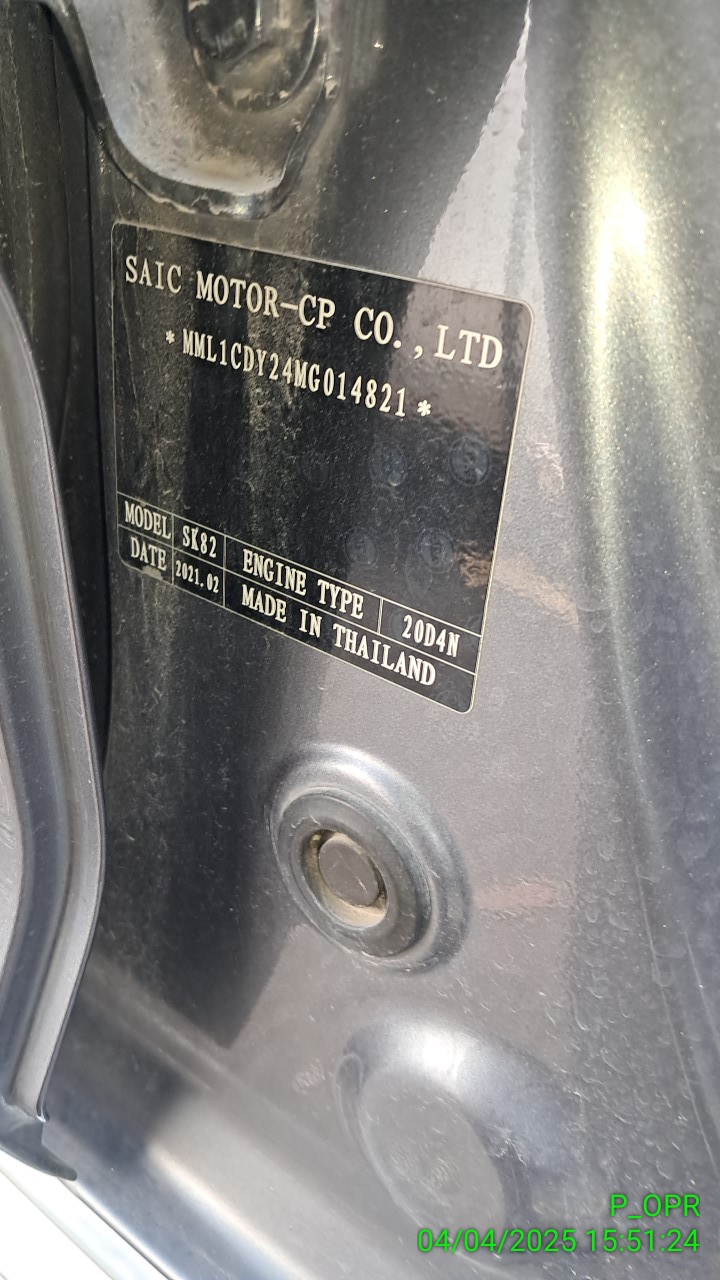 SAIC MOTOR-CP CO.,LTD
*MML1CDY24MG014821*
MODEL SK82 ENGINE TYPE 20D4N
DATE 2021.02 MADE IN THAILAND
P_OPR
04/04/2025 15:51:24